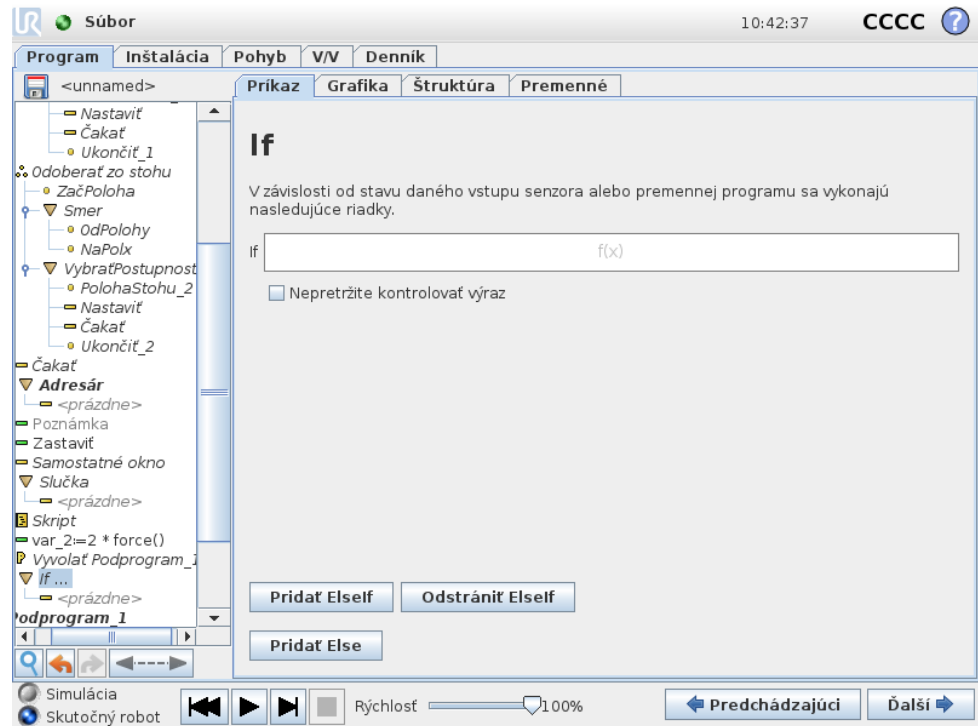 UR Súbor 10:42:37 CCCC ?
Program Inštalácia Pohyb V/V Denník
<unnamed>
Príkaz Grafika Štruktúra Premenné
Nastaviť
Čakať
Ukončiť_1
Odoberať zo stohu
ZačPoloha
Smer
OdPolohy
NaPolx
VybraťPostupnost
PolohaStohu_2
Nastaviť
Čakať
Ukončiť_2
Čakať
Adresár
<prázdne>
Poznámka
Zastaviť
Samostatné okno
Slučka
<prázdne>
Skript
var_2:=2 * force()
Vyvolať Podprogram_1
If ...
<prázdne>
Podprogram_1
If
V závislosti od stavu daného vstupu senzora alebo premennej programu sa vykonajú
nasledujúce riadky.
If f(x)
Nepretržite kontrolovať výraz
Pridať ElseIf Odstrániť ElseIf
Pridať Else
Simulácia
Skutočný robot
Rýchlosť 100%
Predchádzajúci Ďalší